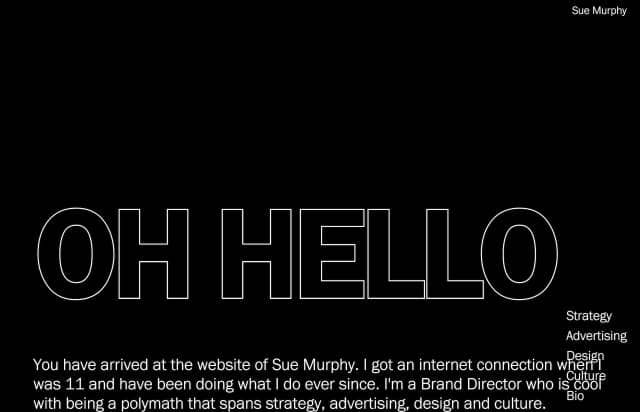 Sue Murphy
OH HELLO
Strategy
Advertising
Design
Culture
Bio
You have arrived at the website of Sue Murphy. I got an internet connection when I
was 11 and have been doing what I do ever since. I'm a Brand Director who is cool
with being a polymath that spans strategy, advertising, design and culture.